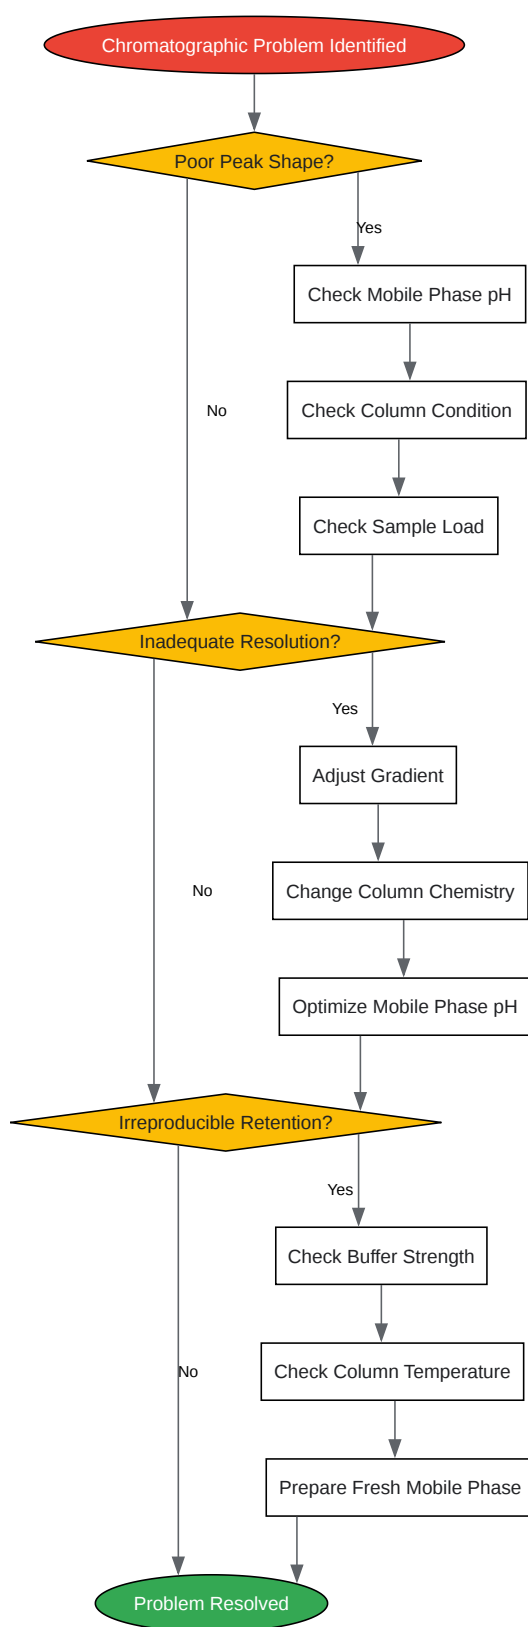 Chromatographic Problem Identified
Poor Peak Shape?
Yes
Check Mobile Phase pH
No
Check Column Condition
Check Sample Load
Inadequate Resolution?
Yes
Adjust Gradient
No
Change Column Chemistry
Optimize Mobile Phase pH
Irreproducible Retention?
Yes
Check Buffer Strength
No
Check Column Temperature
Prepare Fresh Mobile Phase
Problem Resolved